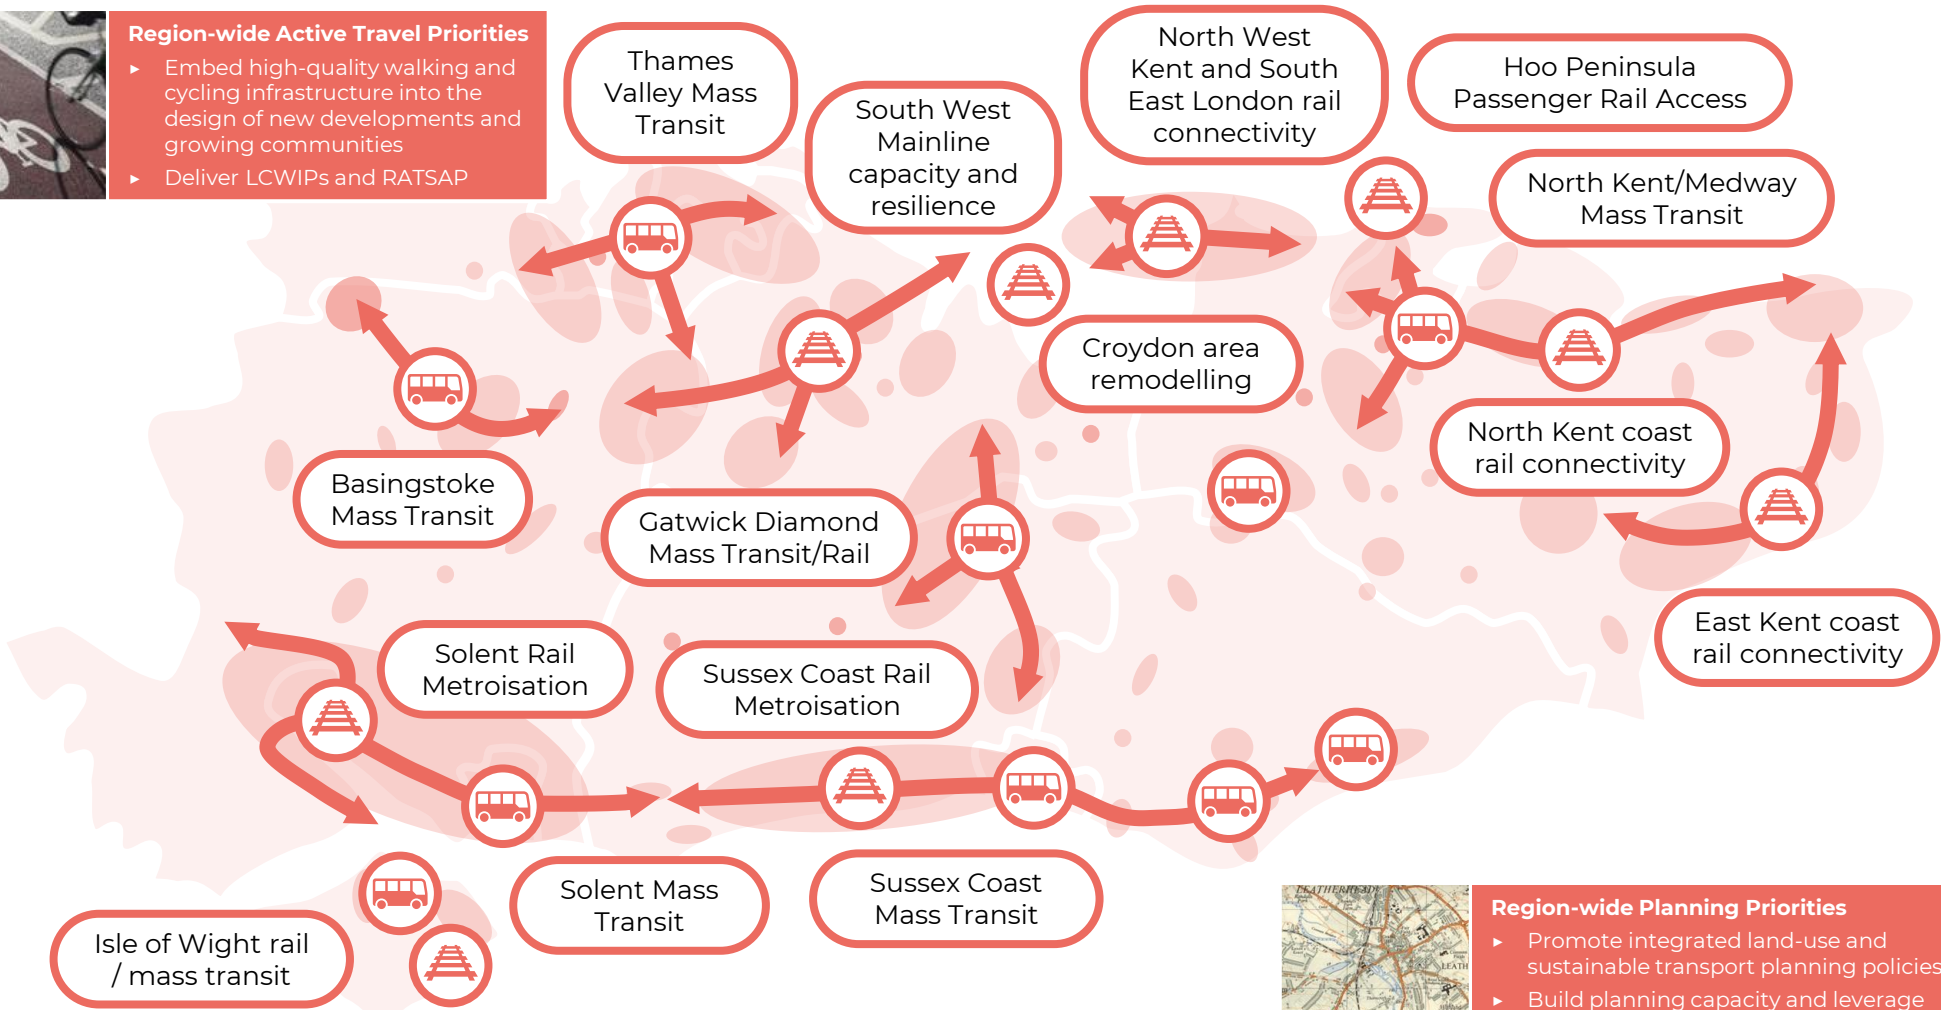 Region-wide Active Travel Priorities
▸ Embed high-quality walking and
cycling infrastructure into the
design of new developments and
growing communities
▸ Deliver LCWIPs and RATSAP
Thames
Valley Mass
Transit
South West
Mainline
capacity and
resilience
North West
Kent and South
East London rail
connectivity
Hoo Peninsula
Passenger Rail Access
North Kent/Medway
Mass Transit
Croydon area
remodelling
North Kent coast
rail connectivity
Basingstoke
Mass Transit
Gatwick Diamond
Mass Transit/Rail
East Kent coast
rail connectivity
Solent Rail
Metroisation
Sussex Coast Rail
Metroisation
Solent Mass
Transit
Sussex Coast
Mass Transit
Isle of Wight rail
/ mass transit
LEATHERHEAD
LEATH
Region-wide Planning Priorities
▸ Promote integrated land-use and
sustainable transport planning policies
▸ Build planning capacity and leverage